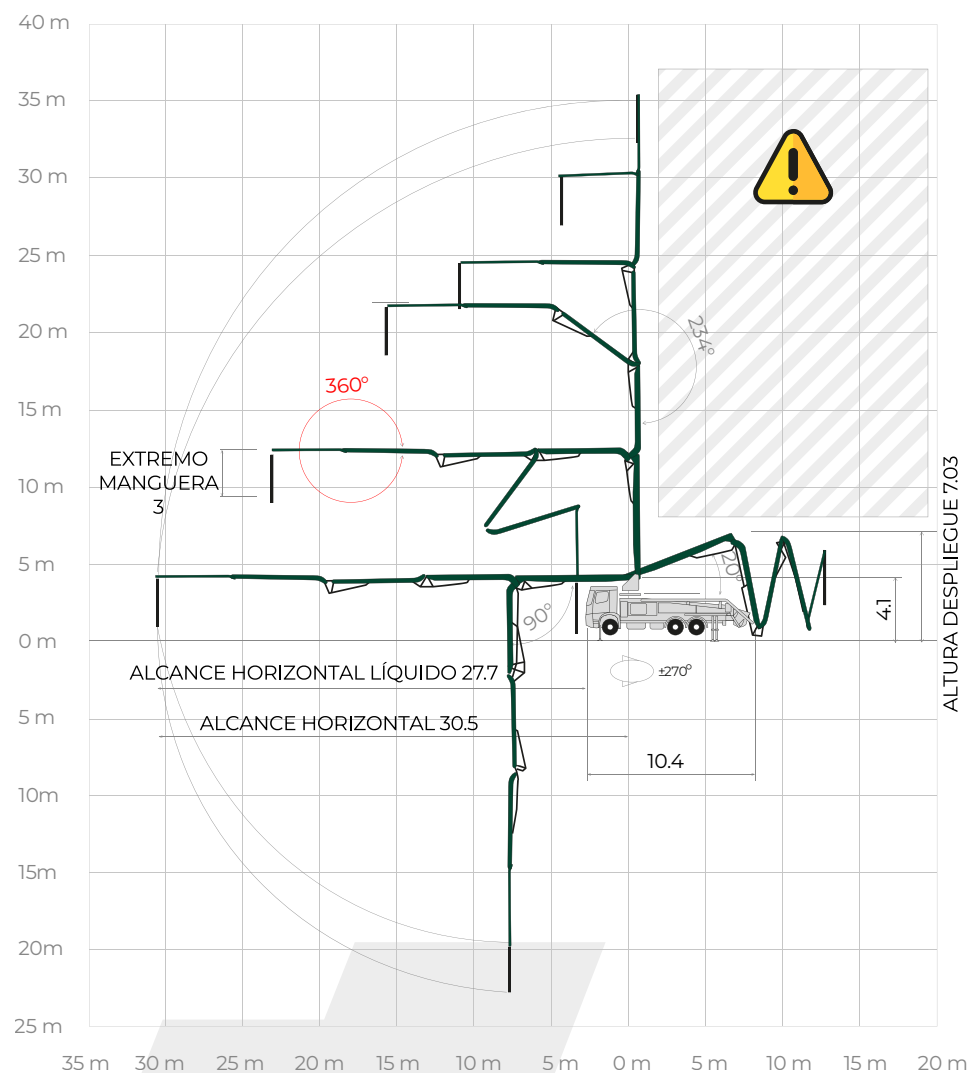 40 m
35 m
30 m
25 m
234°
20 m
360°
15 m
EXTREMO
MANGUERA
3
10 m
ALTURA DESPLIEGUE 7.03
5 m
20°
4.1
90°
0 m
ALCANCE HORIZONTAL LÍQUIDO 27.7
±270°
5 m
ALCANCE HORIZONTAL 30.5
10.4
10m
15m
20m
25 m
35 m 30 m 25 m 20 m 15 m 10 m 5 m 0 m 5 m 10 m 15 m 20 m